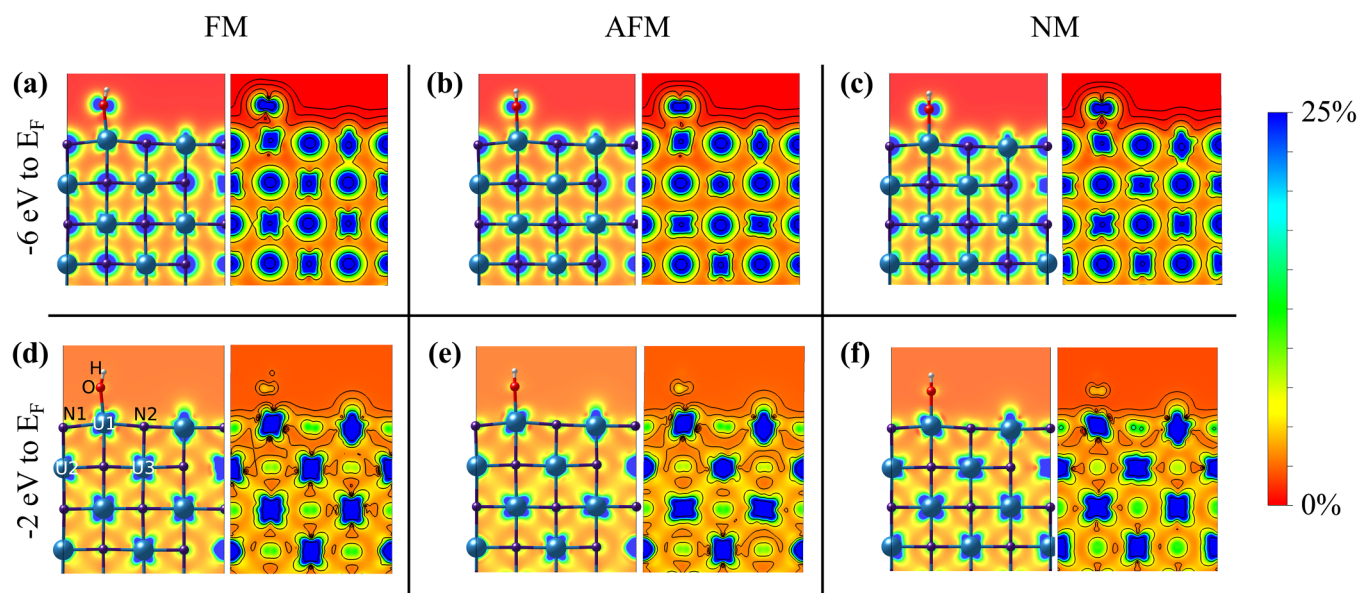 FM AFM NM
(a) (b) (c)
-6 eV to E_F
25%
(d) (e) (f)
-2 eV to E_F
H
O
N1 N2
U1
U2 U3
0%